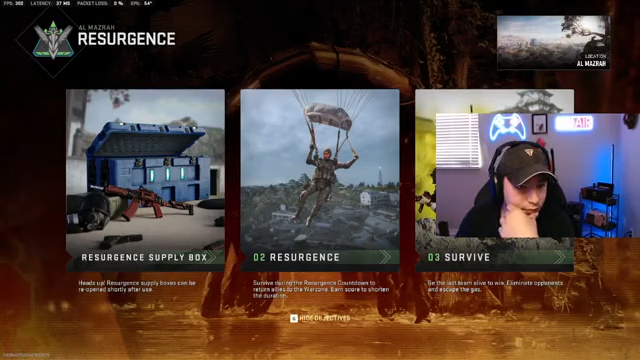 FPS: 300 LATENCY: 37 MS PACKET LOSS: 0 % GPU: 54°
AL MAZRAH
RESURGENCE
LOCATION
AL MAZRAH
AIR
RESURGENCE SUPPLY BOX
02 RESURGENCE
03 SURVIVE
Heads up! Resurgence supply boxes can be
re-opened shortly after use.
Survive during the Resurgence Countdown to
return allies to the Warzone. Earn score to shorten
the duration.
Be the last team alive to win. Eliminate opponents
and escape the gas.
HIDE OBJECTIVES